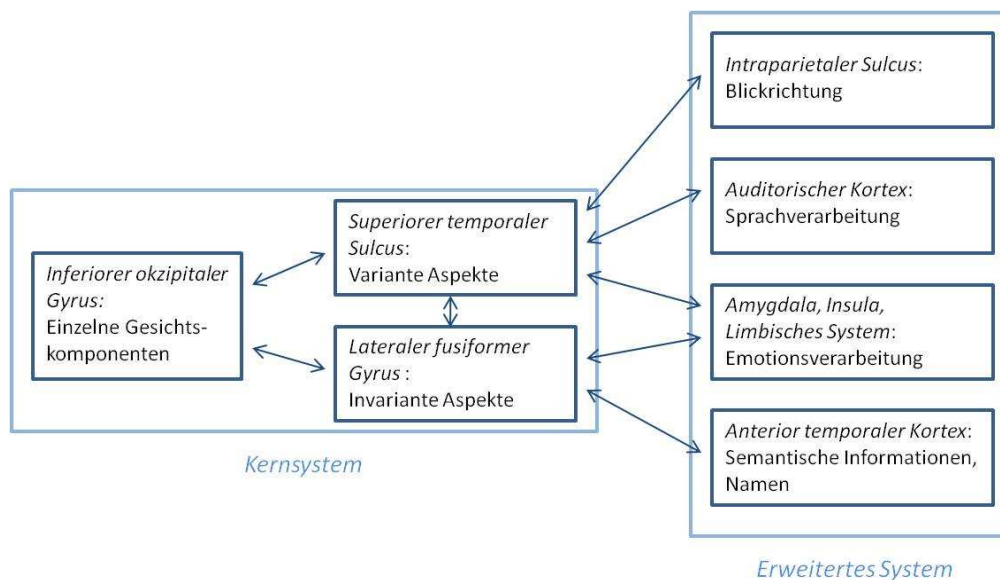 Inferiorer okzipitaler
Gyrus:
Einzelne Gesichts-
komponenten
Superiorer temporaler
Sulcus:
Variante Aspekte
Lateraler fusiformer
Gyrus :
Invariante Aspekte
Kernsystem
Intraparietaler Sulcus:
Blickrichtung
Auditorischer Kortex:
Sprachverarbeitung
Amygdala, Insula,
Limbisches System:
Emotionsverarbeitung
Anterior temporaler Kortex:
Semantische Informationen,
Namen
Erweitertes System